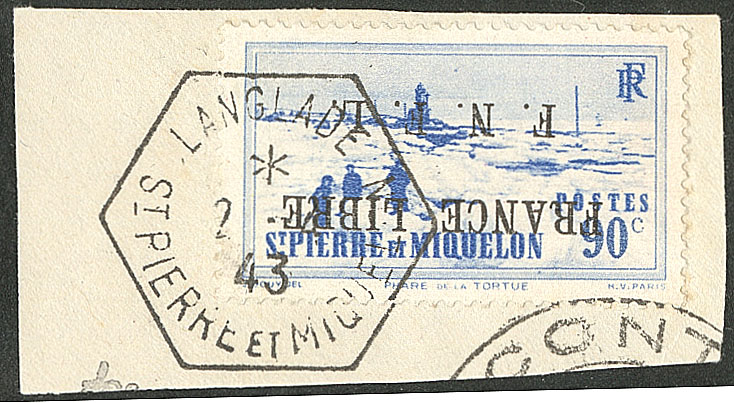 RF
F. N. F. L.
FRANCE LIBRE
POSTES
90c
ST PIERRE ET MIQUELON
PHARE DE LA TORTUE
H.V. PARIS
LANGLADE
ST PIERRE ET MIQUELON
2
43
CONT